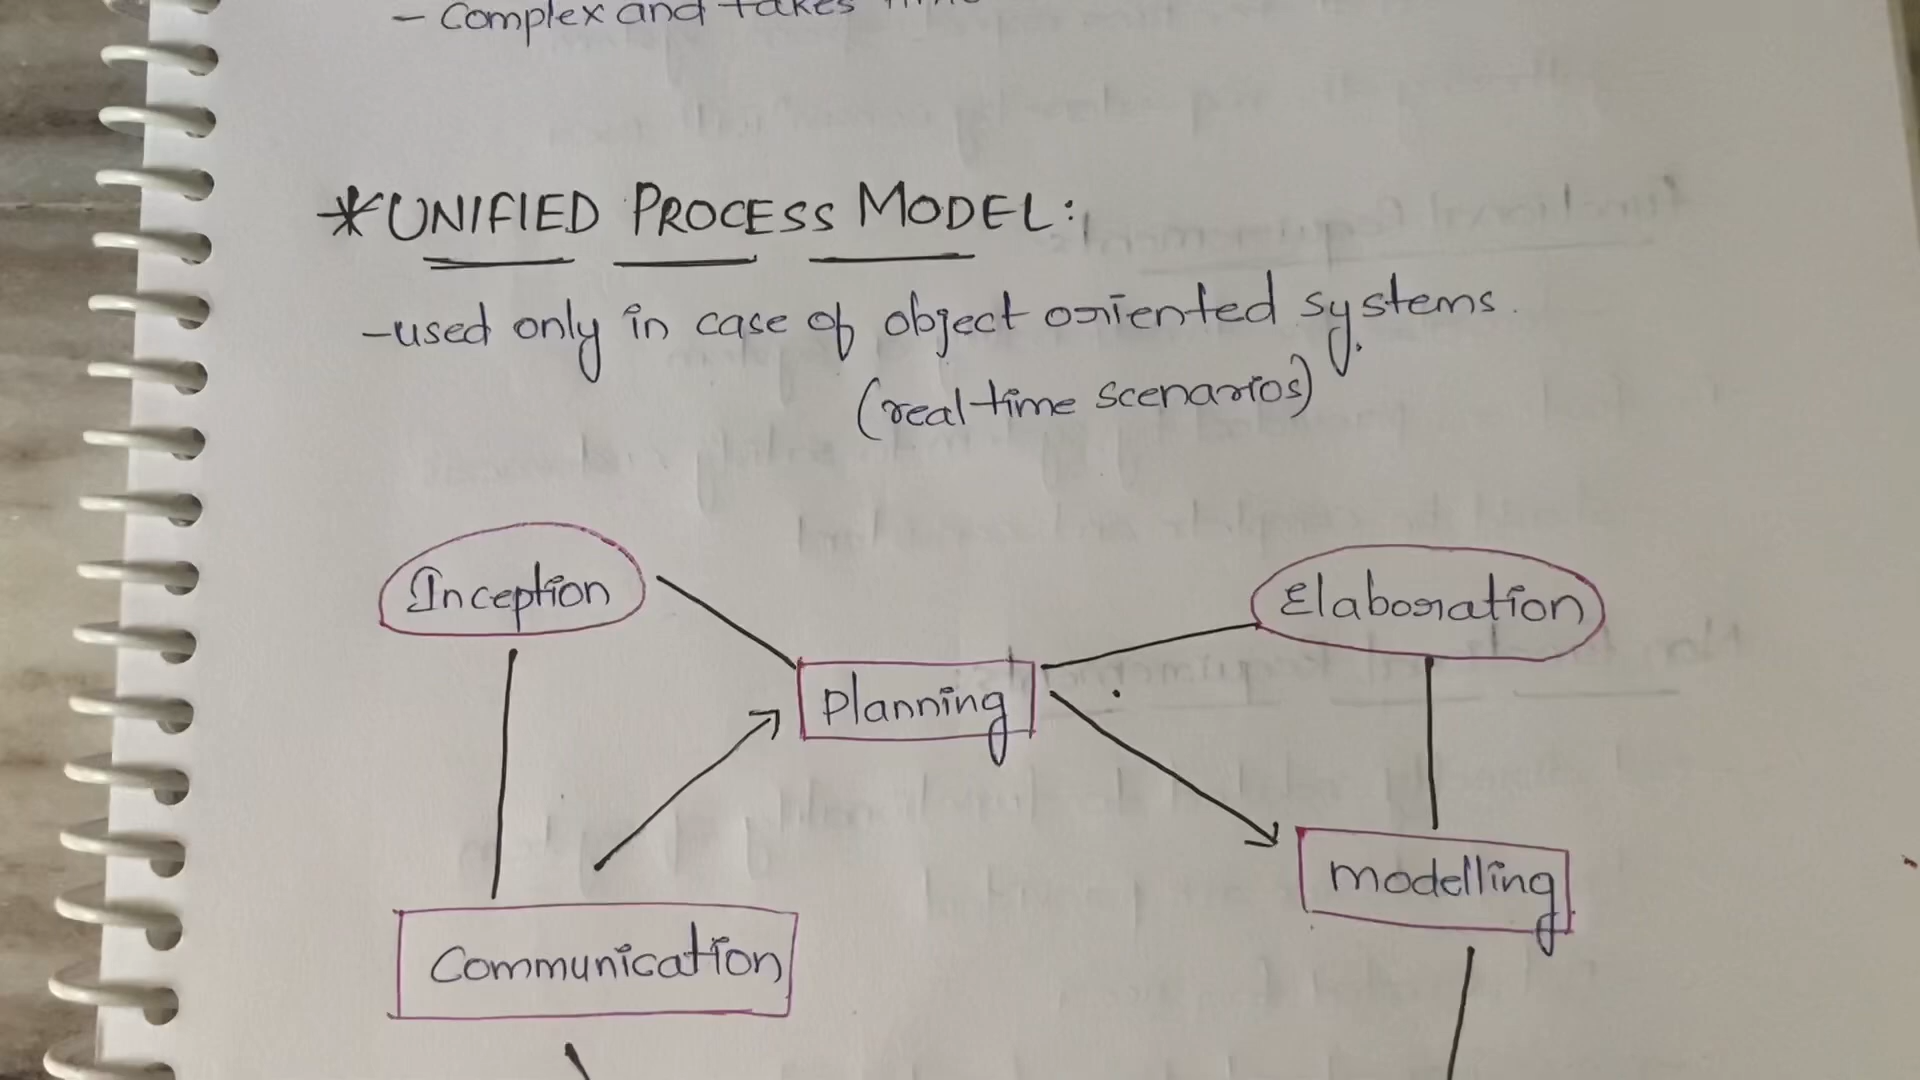 - Complex and takes
* UNIFIED PROCESS MODEL:
- used only in case of object oriented systems.
(real time scenarios)
Inception
Elaboration
Planning
modelling
Communication